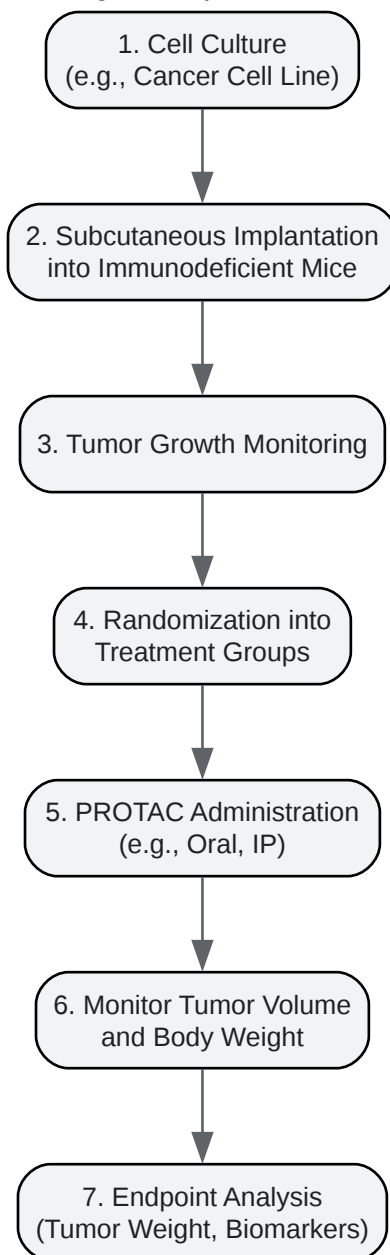 1. Cell Culture
(e.g., Cancer Cell Line)
2. Subcutaneous Implantation
into Immunodeficient Mice
3. Tumor Growth Monitoring
4. Randomization into
Treatment Groups
5. PROTAC Administration
(e.g., Oral, IP)
6. Monitor Tumor Volume
and Body Weight
7. Endpoint Analysis
(Tumor Weight, Biomarkers)